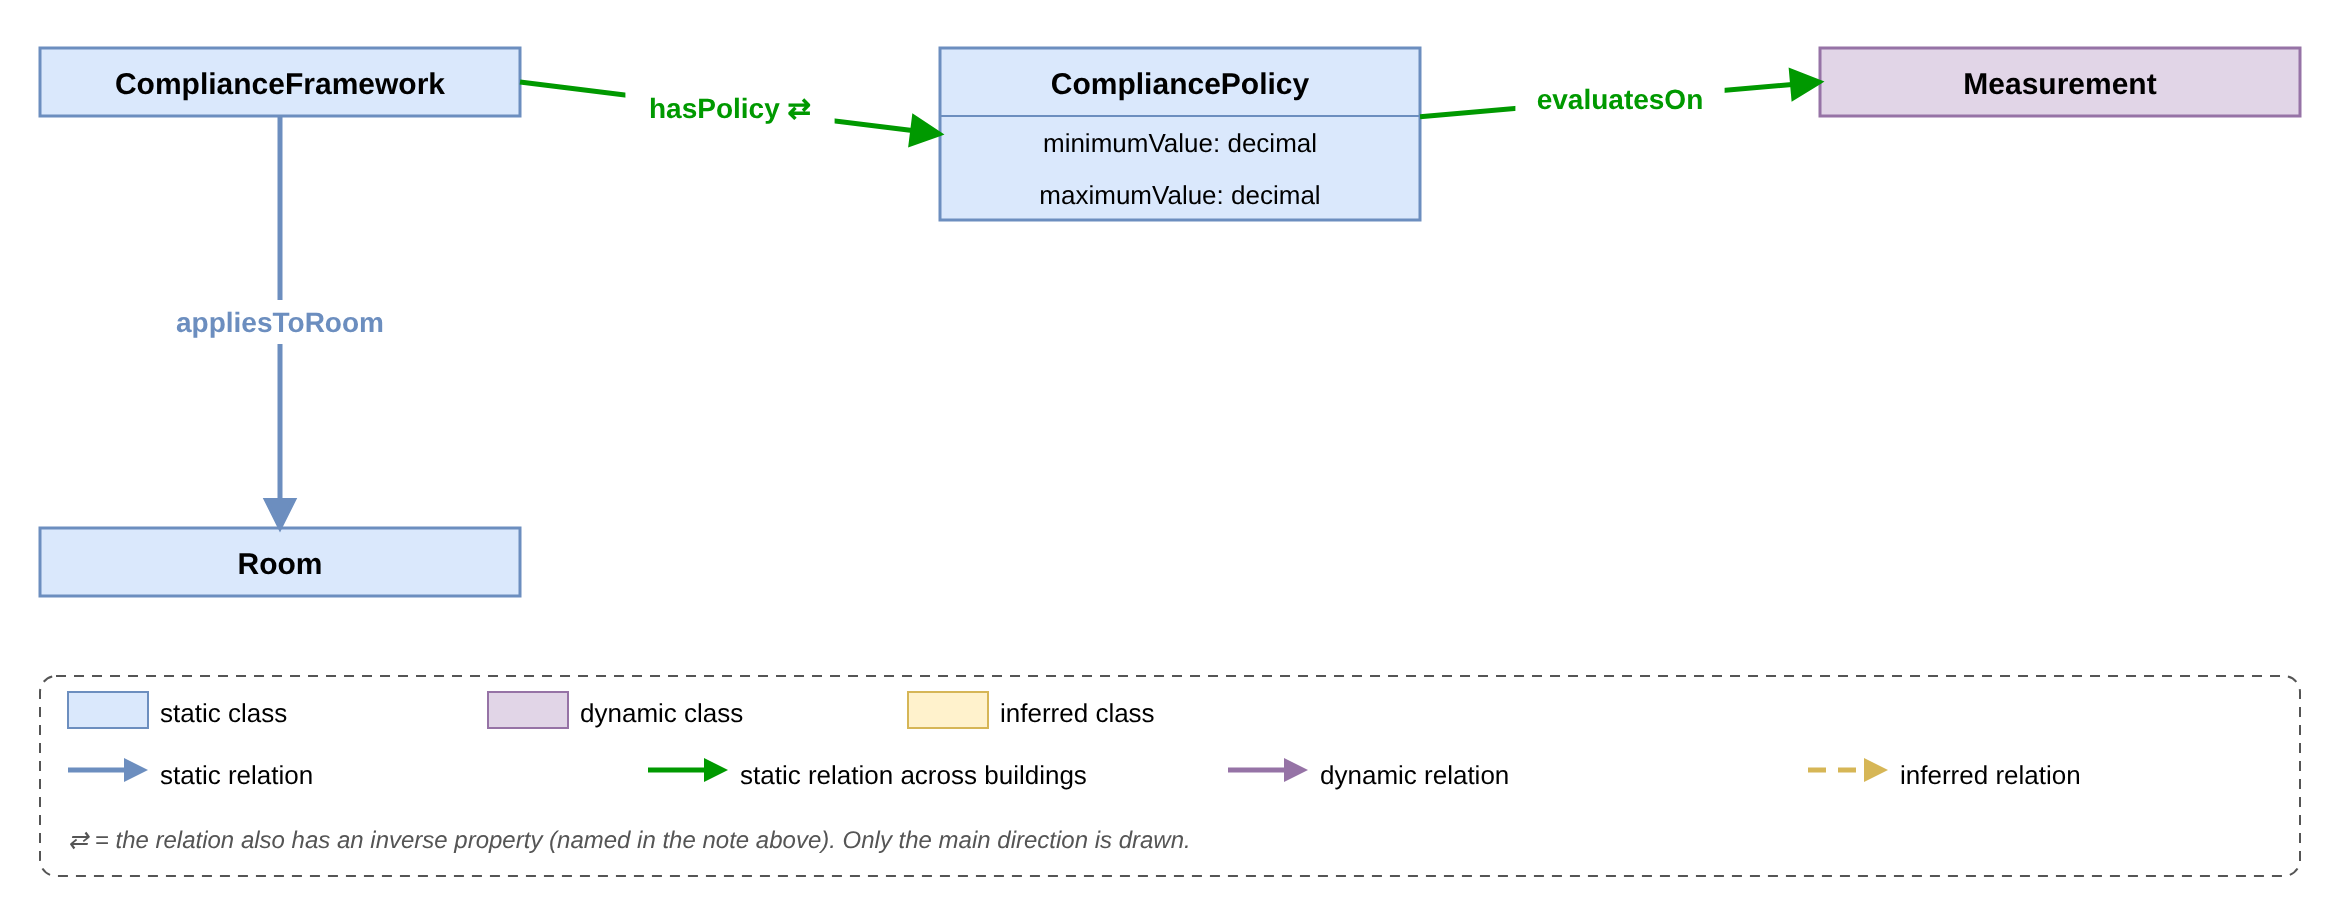 ComplianceFramework
hasPolicy ⇄
CompliancePolicy
minimumValue: decimal
maximumValue: decimal
evaluatesOn
Measurement
appliesToRoom
Room
static class
dynamic class
inferred class
static relation
static relation across buildings
dynamic relation
inferred relation
⇄ = the relation also has an inverse property (named in the note above). Only the main direction is drawn.